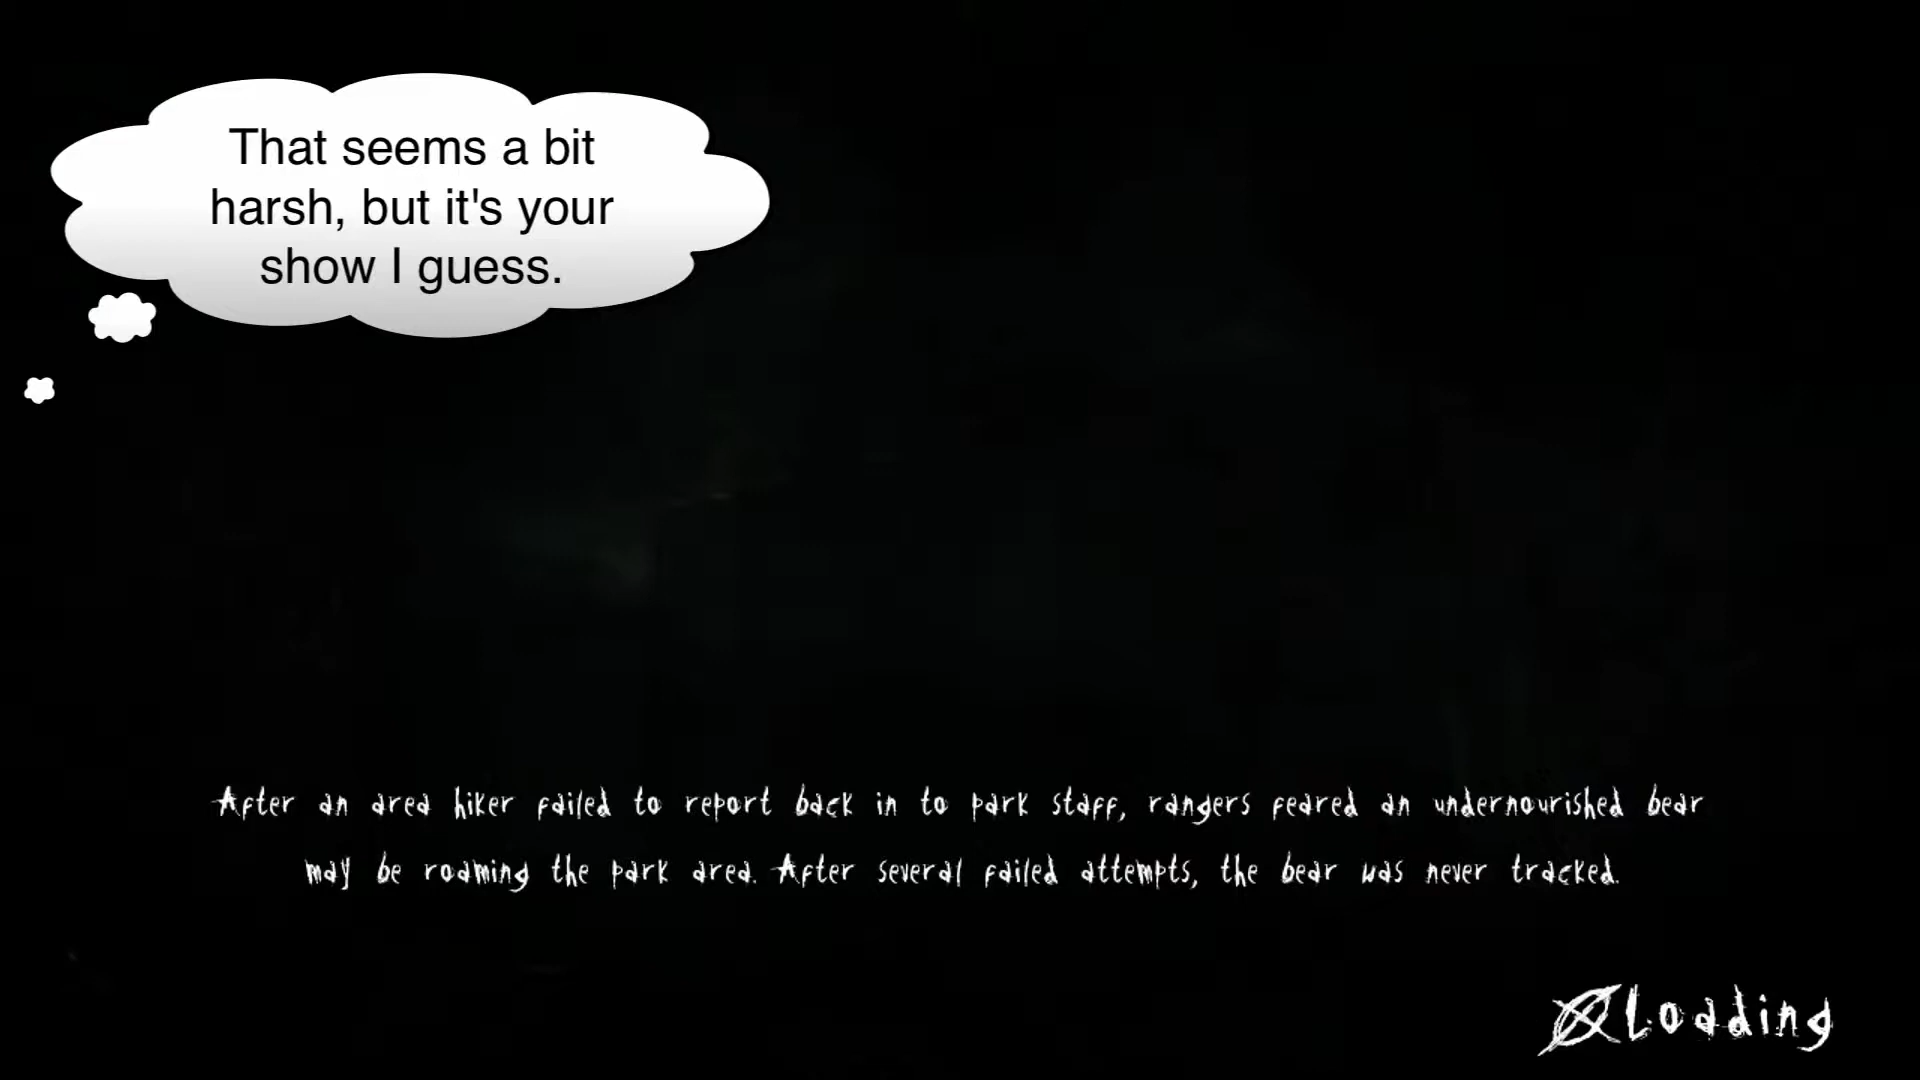 That seems a bit
harsh, but it's your
show I guess.
After an area hiker failed to report back in to park staff, rangers feared an undernourished bear
may be roaming the park area. After several failed attempts, the bear was never tracked.
Loading